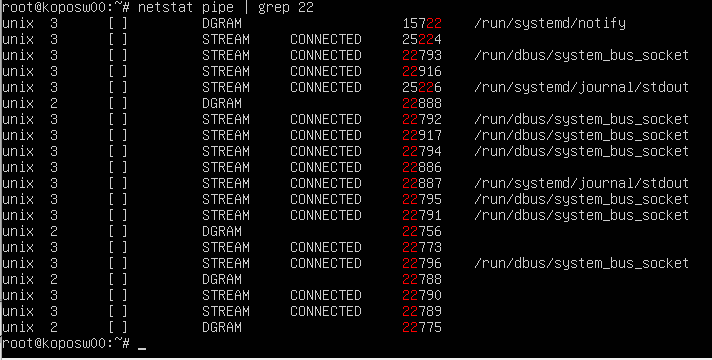 root@koposw00:~# netstat pipe | grep 22
unix  3      [ ]         DGRAM                    15722    /run/systemd/notify
unix  3      [ ]         STREAM     CONNECTED     25224
unix  3      [ ]         STREAM     CONNECTED     22793    /run/dbus/system_bus_socket
unix  3      [ ]         STREAM     CONNECTED     22916
unix  3      [ ]         STREAM     CONNECTED     25226    /run/systemd/journal/stdout
unix  2      [ ]         DGRAM                    22888
unix  3      [ ]         STREAM     CONNECTED     22792    /run/dbus/system_bus_socket
unix  3      [ ]         STREAM     CONNECTED     22917    /run/dbus/system_bus_socket
unix  3      [ ]         STREAM     CONNECTED     22794    /run/dbus/system_bus_socket
unix  3      [ ]         STREAM     CONNECTED     22886
unix  3      [ ]         STREAM     CONNECTED     22887    /run/systemd/journal/stdout
unix  3      [ ]         STREAM     CONNECTED     22795    /run/dbus/system_bus_socket
unix  3      [ ]         STREAM     CONNECTED     22791    /run/dbus/system_bus_socket
unix  2      [ ]         DGRAM                    22756
unix  3      [ ]         STREAM     CONNECTED     22773
unix  3      [ ]         STREAM     CONNECTED     22796    /run/dbus/system_bus_socket
unix  2      [ ]         DGRAM                    22788
unix  3      [ ]         STREAM     CONNECTED     22790
unix  3      [ ]         STREAM     CONNECTED     22789
unix  2      [ ]         DGRAM                    22775
root@koposw00:~# _